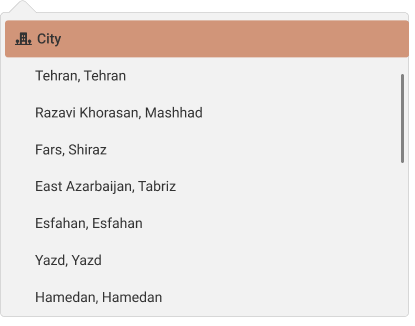 City
Tehran, Tehran
Razavi Khorasan, Mashhad
Fars, Shiraz
East Azarbaijan, Tabriz
Esfahan, Esfahan
Yazd, Yazd
Hamedan, Hamedan